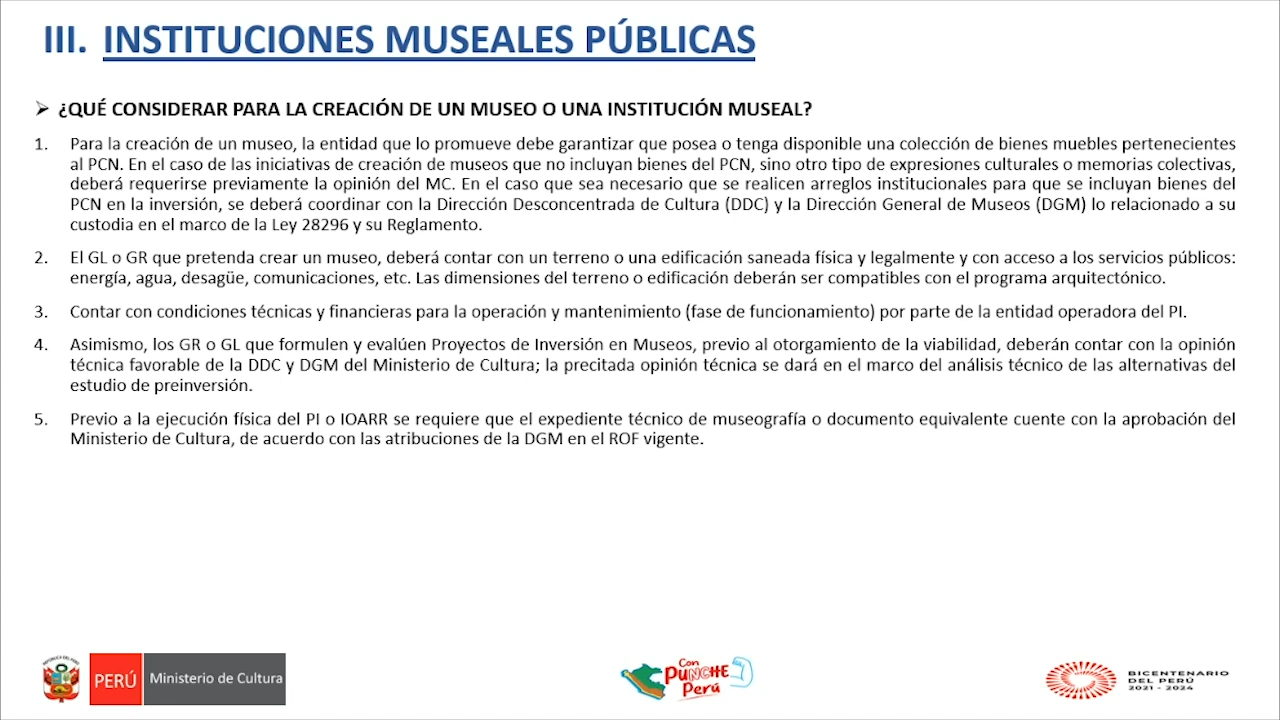 III. INSTITUCIONES MUSEALES PÚBLICAS
➢ ¿QUÉ CONSIDERAR PARA LA CREACIÓN DE UN MUSEO O UNA INSTITUCIÓN MUSEAL?
1. Para la creación de un museo, la entidad que lo promueve debe garantizar que posea o tenga disponible una colección de bienes muebles pertenecientes
al PCN. En el caso de las iniciativas de creación de museos que no incluyan bienes del PCN, sino otro tipo de expresiones culturales o memorias colectivas,
deberá requerirse previamente la opinión del MC. En el caso que sea necesario que se realicen arreglos institucionales para que se incluyan bienes del
PCN en la inversión, se deberá coordinar con la Dirección Desconcentrada de Cultura (DDC) y la Dirección General de Museos (DGM) lo relacionado a su
custodia en el marco de la Ley 28296 y su Reglamento.
2. El GL o GR que pretenda crear un museo, deberá contar con un terreno o una edificación saneada física y legalmente y con acceso a los servicios públicos:
energía, agua, desagüe, comunicaciones, etc. Las dimensiones del terreno o edificación deberán ser compatibles con el programa arquitectónico.
3. Contar con condiciones técnicas y financieras para la operación y mantenimiento (fase de funcionamiento) por parte de la entidad operadora del PI.
4. Asimismo, los GR o GL que formulen y evalúen Proyectos de Inversión en Museos, previo al otorgamiento de la viabilidad, deberán contar con la opinión
técnica favorable de la DDC y DGM del Ministerio de Cultura; la precitada opinión técnica se dará en el marco del análisis técnico de las alternativas del
estudio de preinversión.
5. Previo a la ejecución física del PI o IOARR se requiere que el expediente técnico de museografía o documento equivalente cuente con la aprobación del
Ministerio de Cultura, de acuerdo con las atribuciones de la DGM en el ROF vigente.
PERÚ Ministerio de Cultura
Con
PUNCHE
Perú
BICENTENARIO
DEL PERÚ
2021 - 2024